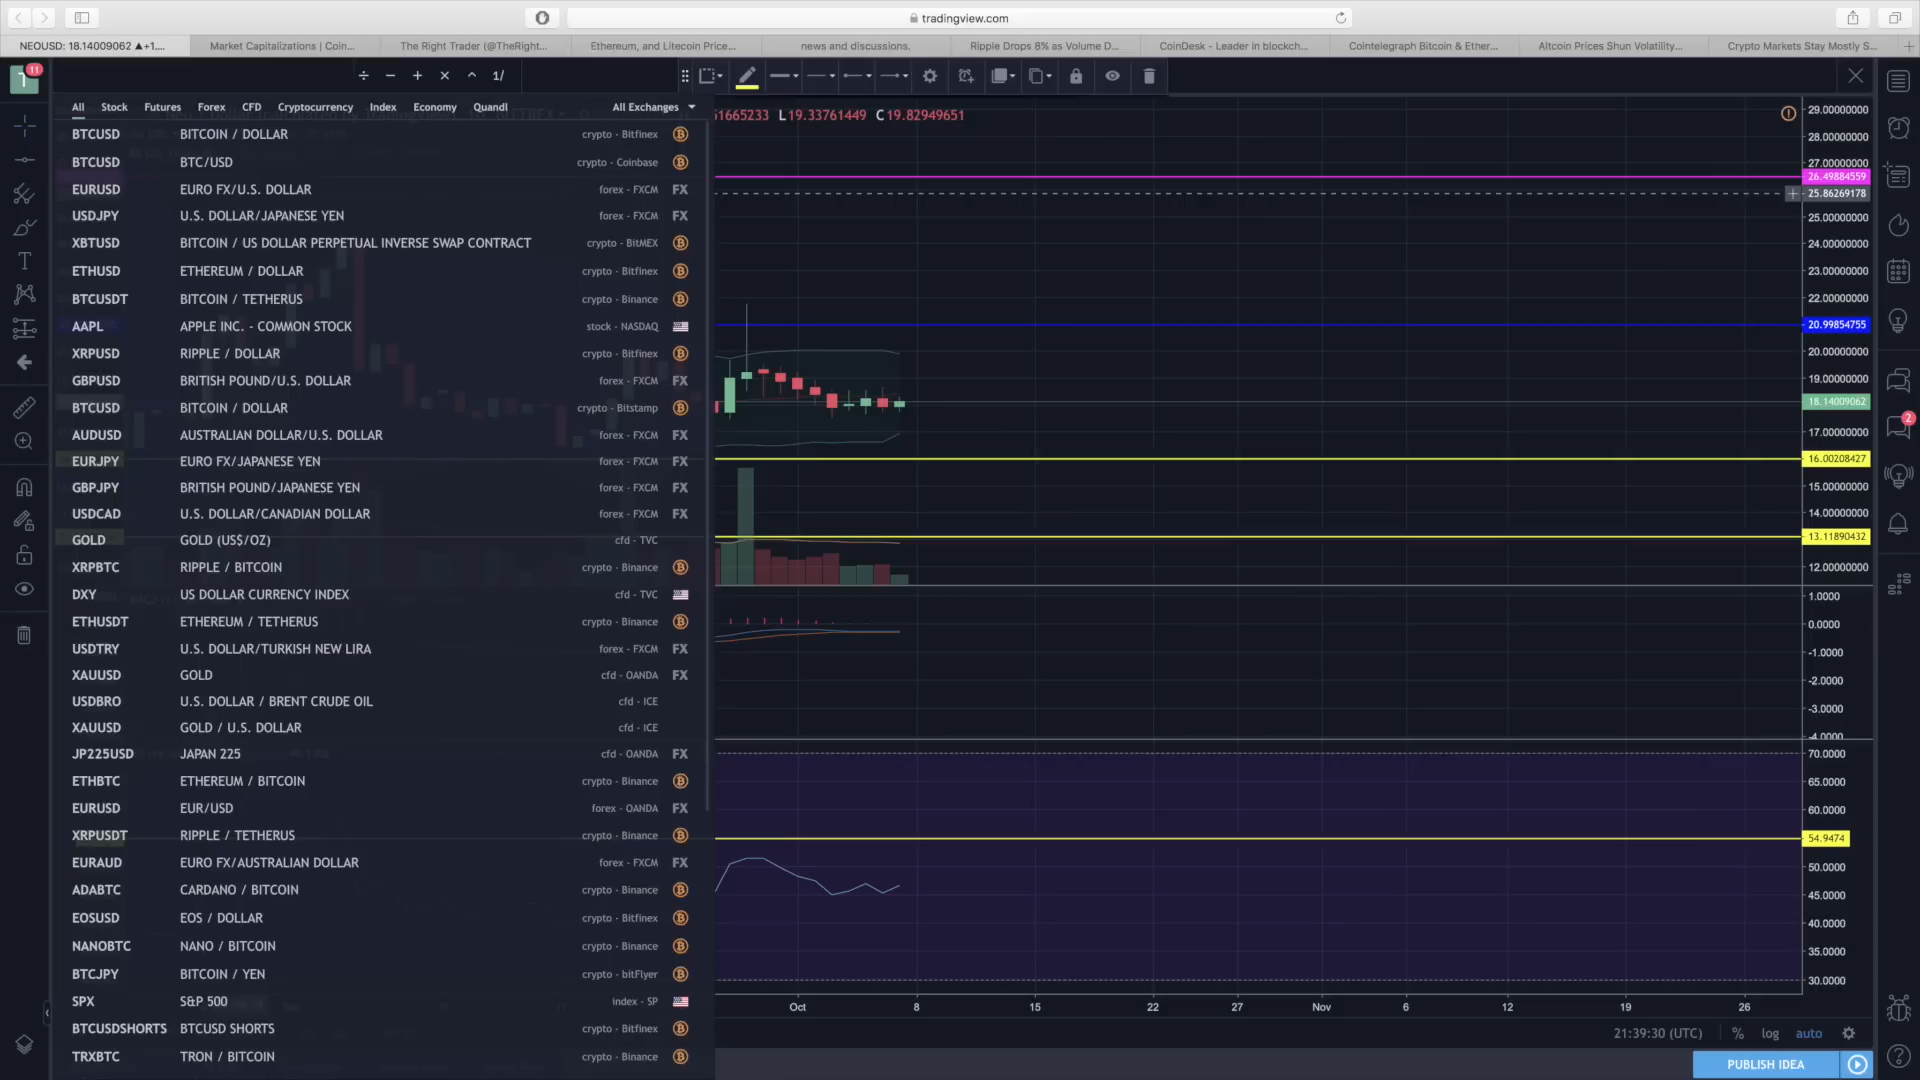 tradingview.com
NEOUSD: 18.14009062 ▲+1....
Market Capitalizations | Coin...
The Right Trader (@TheRight...
Ethereum, and Litecoin Price...
news and discussions.
Ripple Drops 8% as Volume D...
CoinDesk - Leader in blockch...
Cointelegraph Bitcoin & Ether...
Altcoin Prices Shun Volatility...
Crypto Markets Stay Mostly S...
11
÷ − + × ^ 1/
All Stock Futures Forex CFD Cryptocurrency Index Economy Quandl All Exchanges
51665233 L19.33761449 C19.82949651
BTCUSD BITCOIN / DOLLAR crypto - Bitfinex
BTCUSD BTC/USD crypto - Coinbase
EURUSD EURO FX/U.S. DOLLAR forex - FXCM FX
USDJPY U.S. DOLLAR/JAPANESE YEN forex - FXCM FX
XBTUSD BITCOIN / US DOLLAR PERPETUAL INVERSE SWAP CONTRACT crypto - BitMEX
ETHUSD ETHEREUM / DOLLAR crypto - Bitfinex
BTCUSDT BITCOIN / TETHERUS crypto - Binance
AAPL APPLE INC. - COMMON STOCK stock - NASDAQ
XRPUSD RIPPLE / DOLLAR crypto - Bitfinex
GBPUSD BRITISH POUND/U.S. DOLLAR forex - FXCM FX
BTCUSD BITCOIN / DOLLAR crypto - Bitstamp
AUDUSD AUSTRALIAN DOLLAR/U.S. DOLLAR forex - FXCM FX
EURJPY EURO FX/JAPANESE YEN forex - FXCM FX
GBPJPY BRITISH POUND/JAPANESE YEN forex - FXCM FX
USDCAD U.S. DOLLAR/CANADIAN DOLLAR forex - FXCM FX
GOLD GOLD (US$/OZ) cfd - TVC
XRPBTC RIPPLE / BITCOIN crypto - Binance
DXY US DOLLAR CURRENCY INDEX cfd - TVC
ETHUSDT ETHEREUM / TETHERUS crypto - Binance
USDTRY U.S. DOLLAR/TURKISH NEW LIRA forex - FXCM FX
XAUUSD GOLD cfd - OANDA FX
USDBRO U.S. DOLLAR / BRENT CRUDE OIL cfd - ICE
XAUUSD GOLD / U.S. DOLLAR cfd - ICE
JP225USD JAPAN 225 cfd - OANDA FX
ETHBTC ETHEREUM / BITCOIN crypto - Binance
EURUSD EUR/USD forex - OANDA FX
XRPUSDT RIPPLE / TETHERUS crypto - Binance
EURAUD EURO FX/AUSTRALIAN DOLLAR forex - FXCM FX
ADABTC CARDANO / BITCOIN crypto - Binance
EOSUSD EOS / DOLLAR crypto - Bitfinex
NANOBTC NANO / BITCOIN crypto - Binance
BTCJPY BITCOIN / YEN crypto - bitFlyer
SPX S&P 500 index - SP
BTCUSDSHORTS BTCUSD SHORTS crypto - Bitfinex
TRXBTC TRON / BITCOIN crypto - Binance
29.00000000
28.00000000
27.00000000
26.49884559
25.86269178
25.00000000
24.00000000
23.00000000
22.00000000
20.99854755
20.00000000
19.00000000
18.14009062
17.00000000
16.00208427
15.00000000
14.00000000
13.11890432
12.00000000
1.0000
0.0000
-1.0000
-2.0000
-3.0000
-4.0000
70.0000
65.0000
60.0000
54.9474
50.0000
45.0000
40.0000
35.0000
30.0000
2
Oct 8 15 22 27 Nov 6 12 19 26
21:39:30 (UTC) % log auto
PUBLISH IDEA